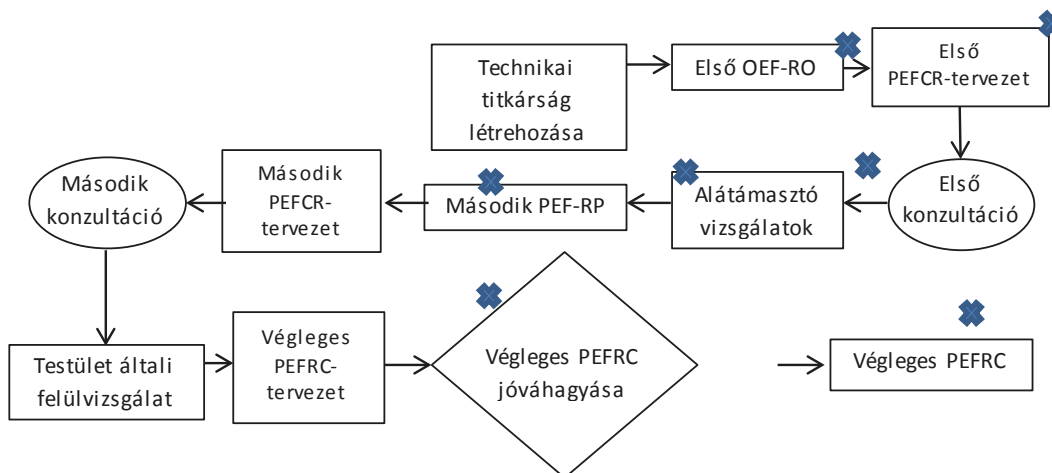 Technikai
titkárság
létrehozása
Első OEF-RO
Első
PEFCR-tervezet
Első
konzultáció
Alátámasztó
vizsgálatok
Második PEF-RP
Második
PEFCR-
tervezet
Második
konzultáció
Testület általi
felülvizsgálat
Végleges
PEFRC-
tervezet
Végleges PEFRC
jóváhagyása
Végleges PEFRC